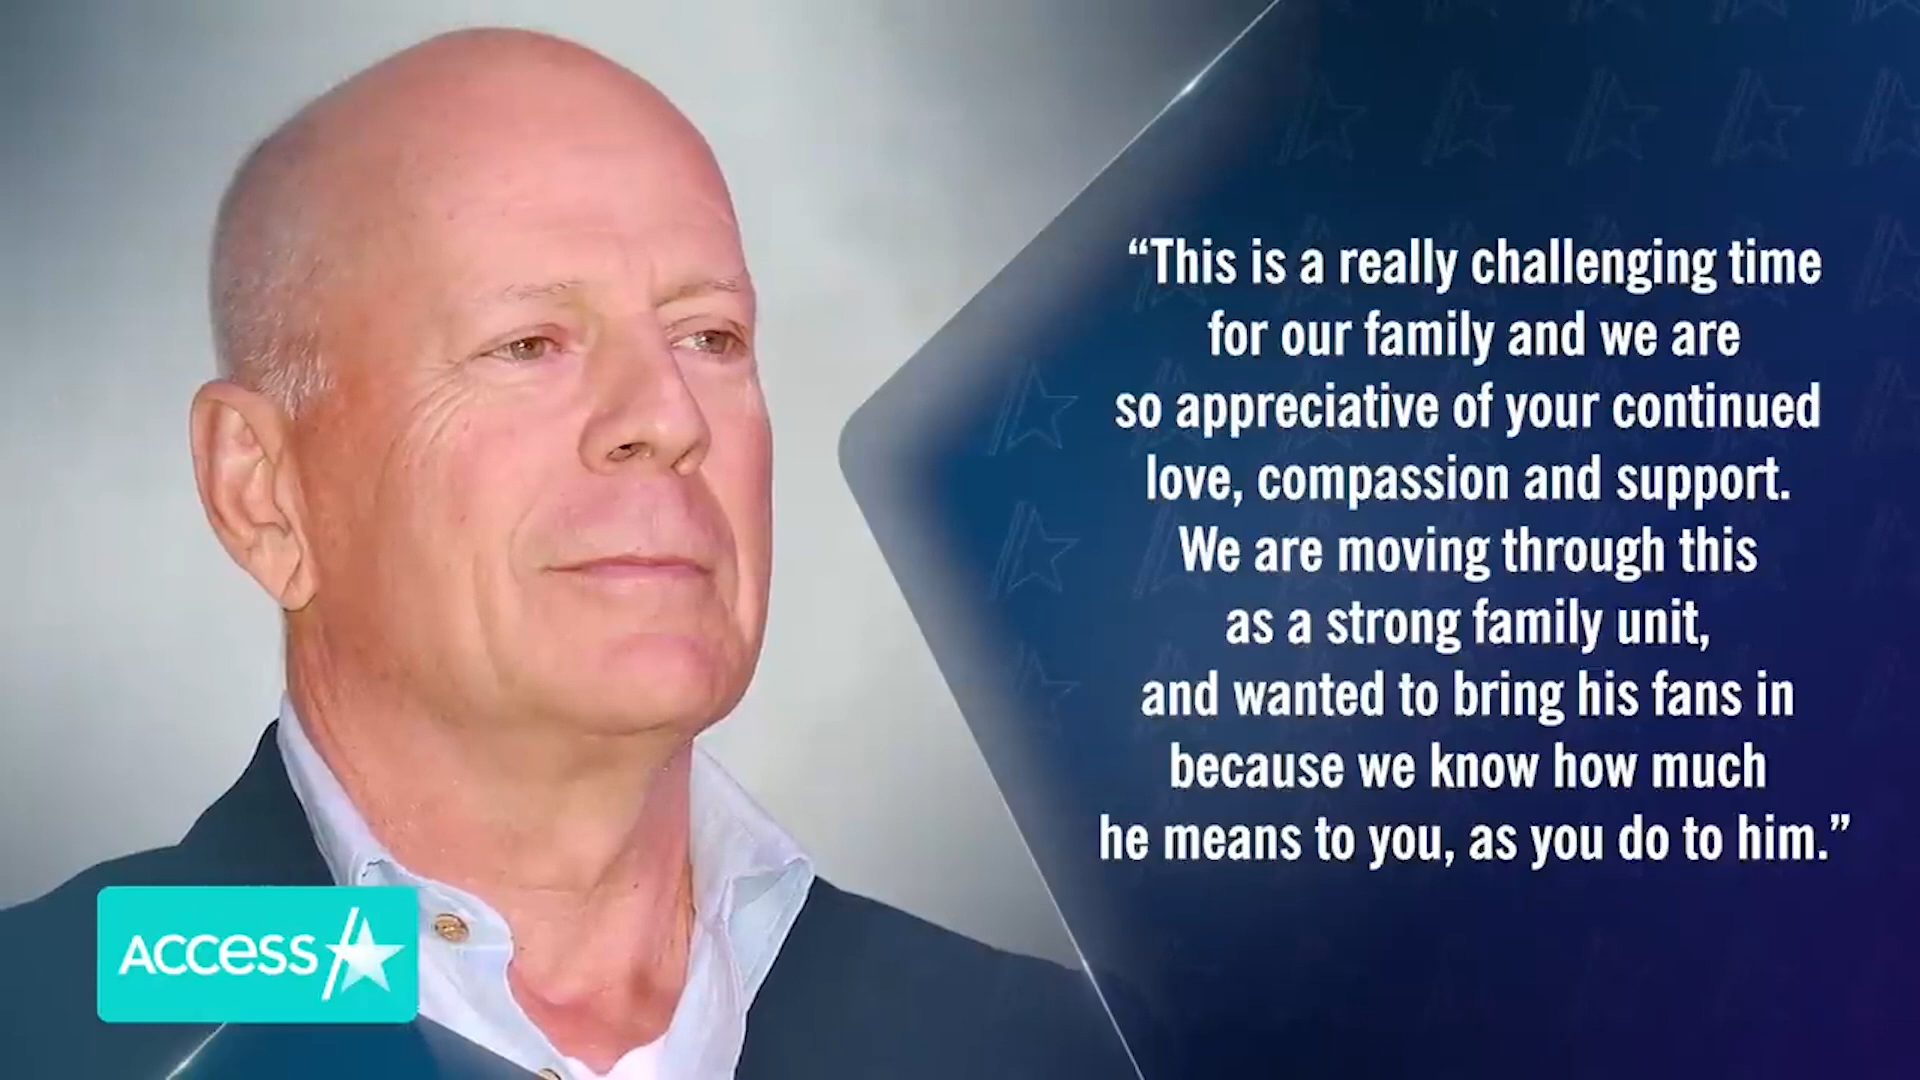 “This is a really challenging time
for our family and we are
so appreciative of your continued
love, compassion and support.
We are moving through this
as a strong family unit,
and wanted to bring his fans in
because we know how much
he means to you, as you do to him.”
ACCESS